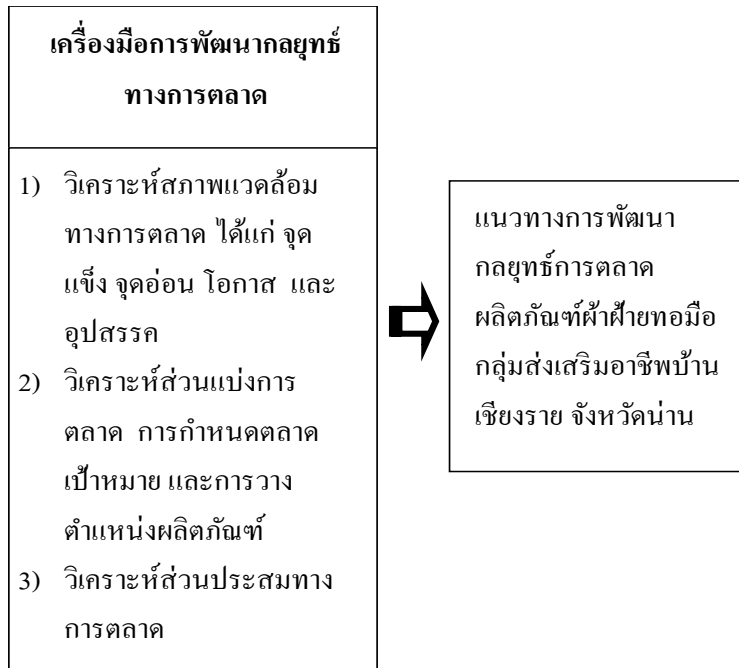 เครื่องมือการพัฒนากลยุทธ์
ทางการตลาด
1) วิเคราะห์สภาพแวดล้อม
ทางการตลาด ได้แก่ จุด
แข็ง จุดอ่อน โอกาส และ
อุปสรรค
2) วิเคราะห์ส่วนแบ่งการ
ตลาด การกำหนดตลาด
เป้าหมาย และการวาง
ตำแหน่งผลิตภัณฑ์
3) วิเคราะห์ส่วนประสมทาง
การตลาด
แนวทางการพัฒนา
กลยุทธ์การตลาด
ผลิตภัณฑ์ผ้าฝ้ายทอมือ
กลุ่มส่งเสริมอาชีพบ้าน
เชียงราย จังหวัดน่าน